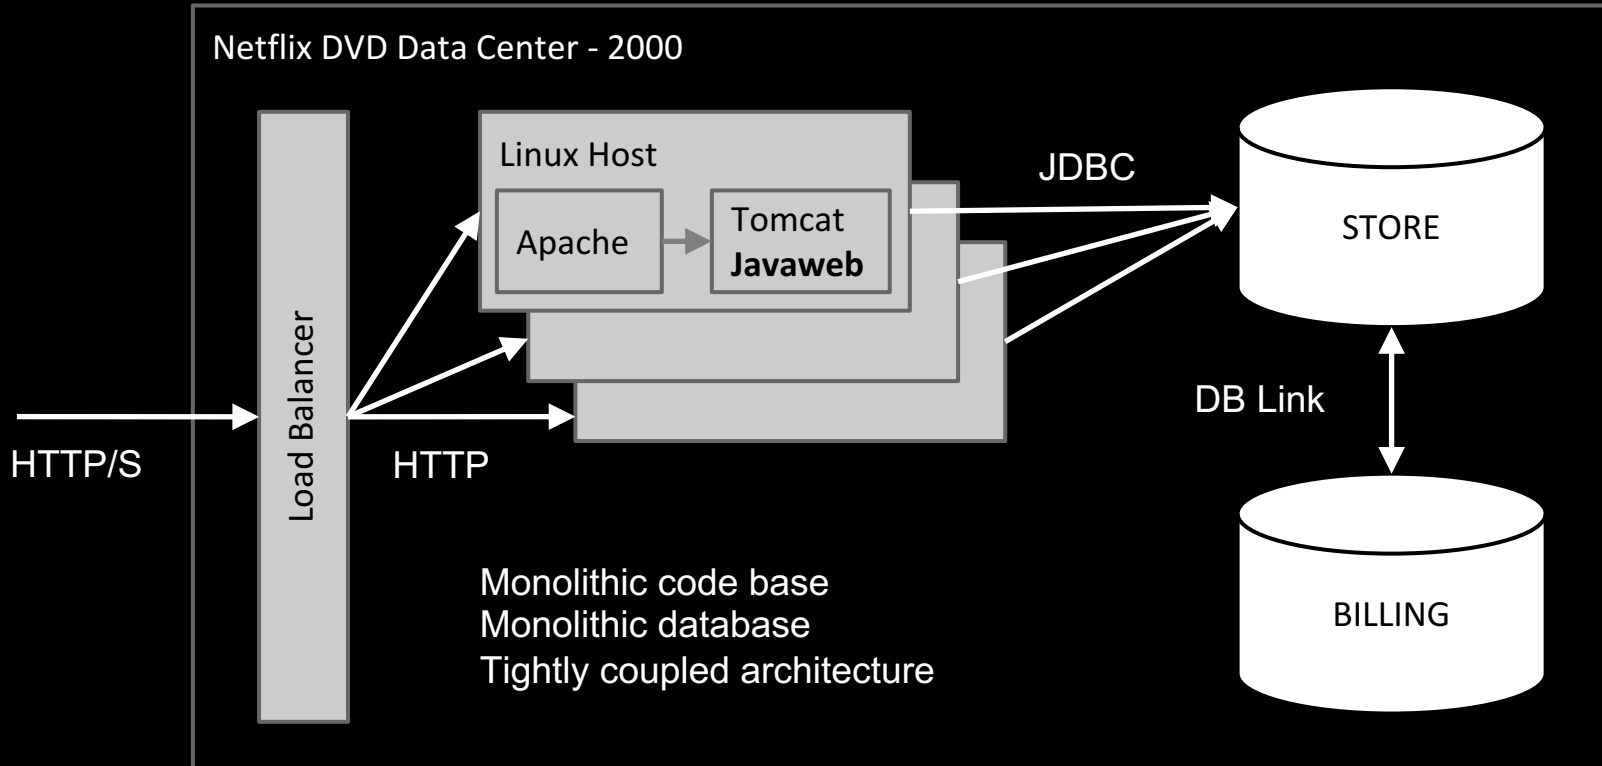 Netflix DVD Data Center - 2000
Linux Host
Apache
Tomcat
Javaweb
JDBC
STORE
Load Balancer
HTTP/S
HTTP
DB Link
BILLING
Monolithic code base
Monolithic database
Tightly coupled architecture